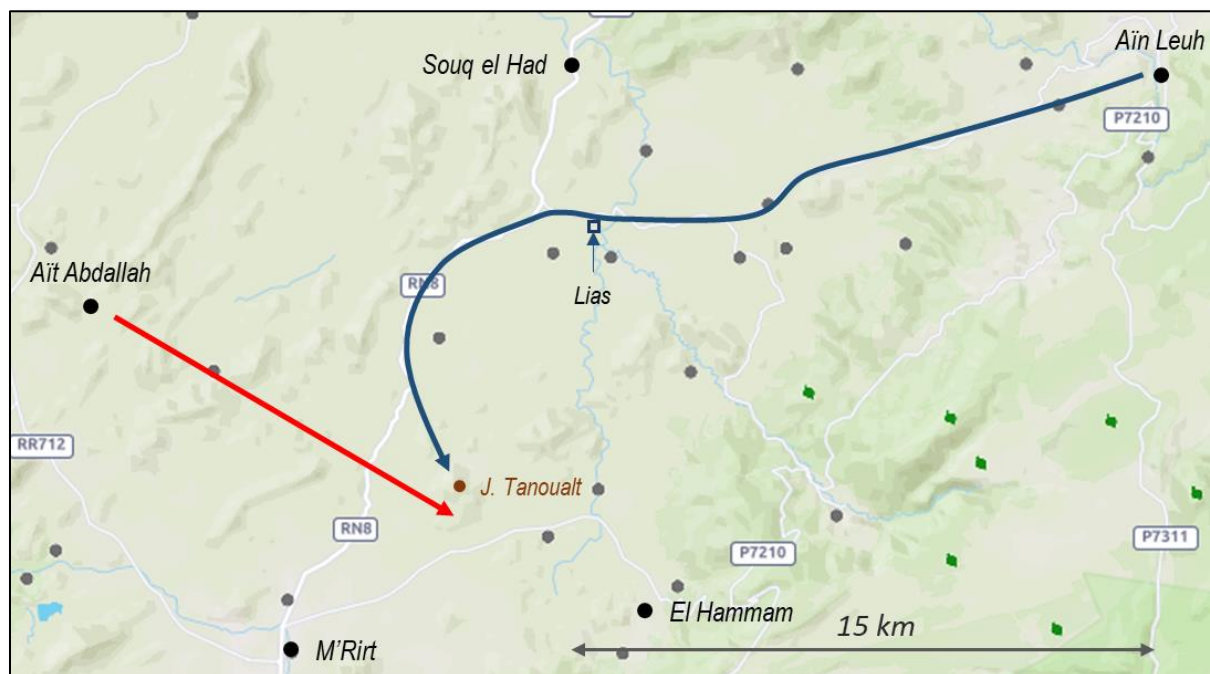 Aïn Leuh
Souq el Had
P7210
Aït Abdallah
RN8
Lias
RR712
J. Tanoualt
RN8
P7210
P7311
El Hammam
15 km
M'Rirt